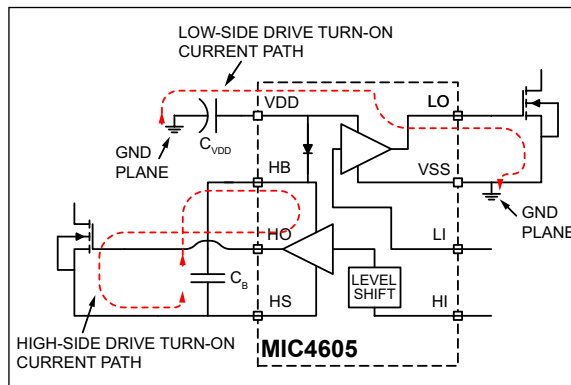 LOW-SIDE DRIVE TURN-ON
CURRENT PATH
VDD
LO
CVDD
GND
PLANE
HB
VSS
GND
PLANE
HO
LI
CB
LEVEL
SHIFT
HS
HI
MIC4605
HIGH-SIDE DRIVE TURN-ON
CURRENT PATH